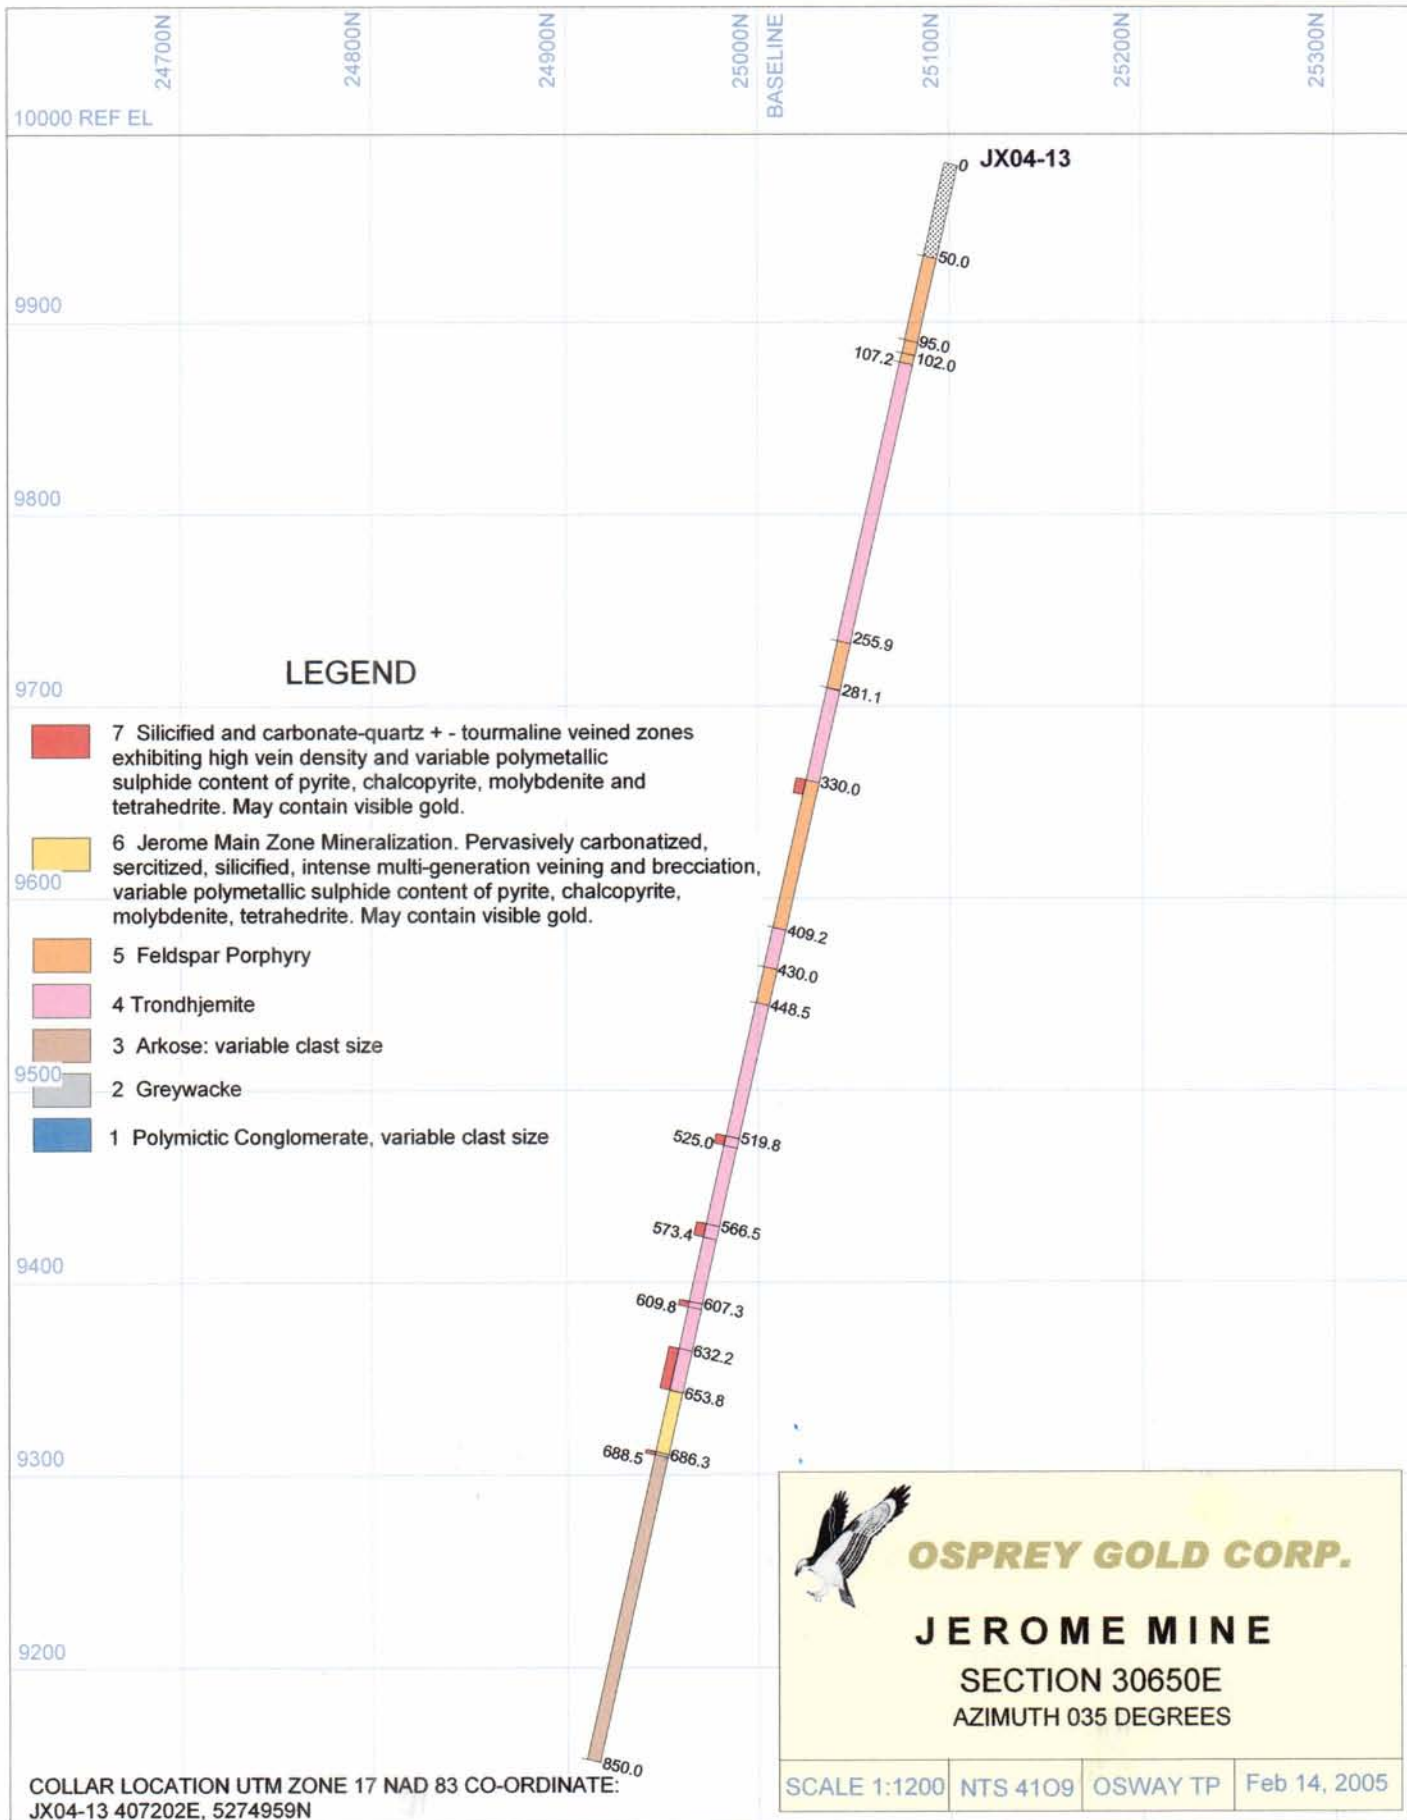 24700N
24800N
24900N
25000N
BASELINE
25100N
25200N
25300N
10000 REF EL
0 JX04-13
50.0
9900
95.0
107.2 102.0
9800
255.9
281.1
9700
LEGEND
7 Silicified and carbonate-quartz + - tourmaline veined zones
exhibiting high vein density and variable polymetallic
sulphide content of pyrite, chalcopyrite, molybdenite and
tetrahedrite. May contain visible gold.
330.0
6 Jerome Main Zone Mineralization. Pervasively carbonatized,
sercitized, silicified, intense multi-generation veining and brecciation,
variable polymetallic sulphide content of pyrite, chalcopyrite,
molybdenite, tetrahedrite. May contain visible gold.
9600
409.2
5 Feldspar Porphyry
430.0
4 Trondhjemite
448.5
3 Arkose: variable clast size
9500
2 Greywacke
1 Polymictic Conglomerate, variable clast size
525.0 519.8
573.4 566.5
9400
609.8 607.3
632.2
653.8
9300
688.5 686.3
9200
850.0
OSPREY GOLD CORP.
JEROME MINE
SECTION 30650E
AZIMUTH 035 DEGREES
SCALE 1:1200 NTS 41O9 OSWAY TP Feb 14, 2005
COLLAR LOCATION UTM ZONE 17 NAD 83 CO-ORDINATE:
JX04-13 407202E, 5274959N